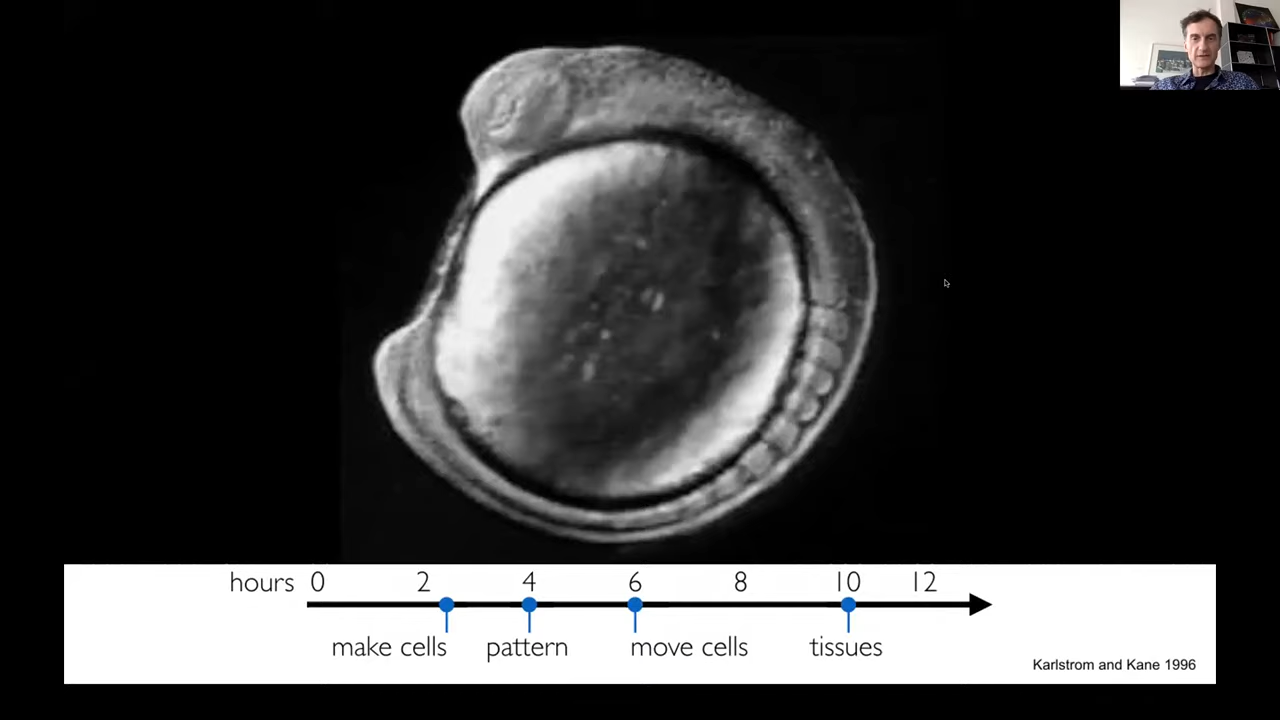 hours 0 2 4 6 8 10 12
make cells pattern move cells tissues
Karlstrom and Kane 1996